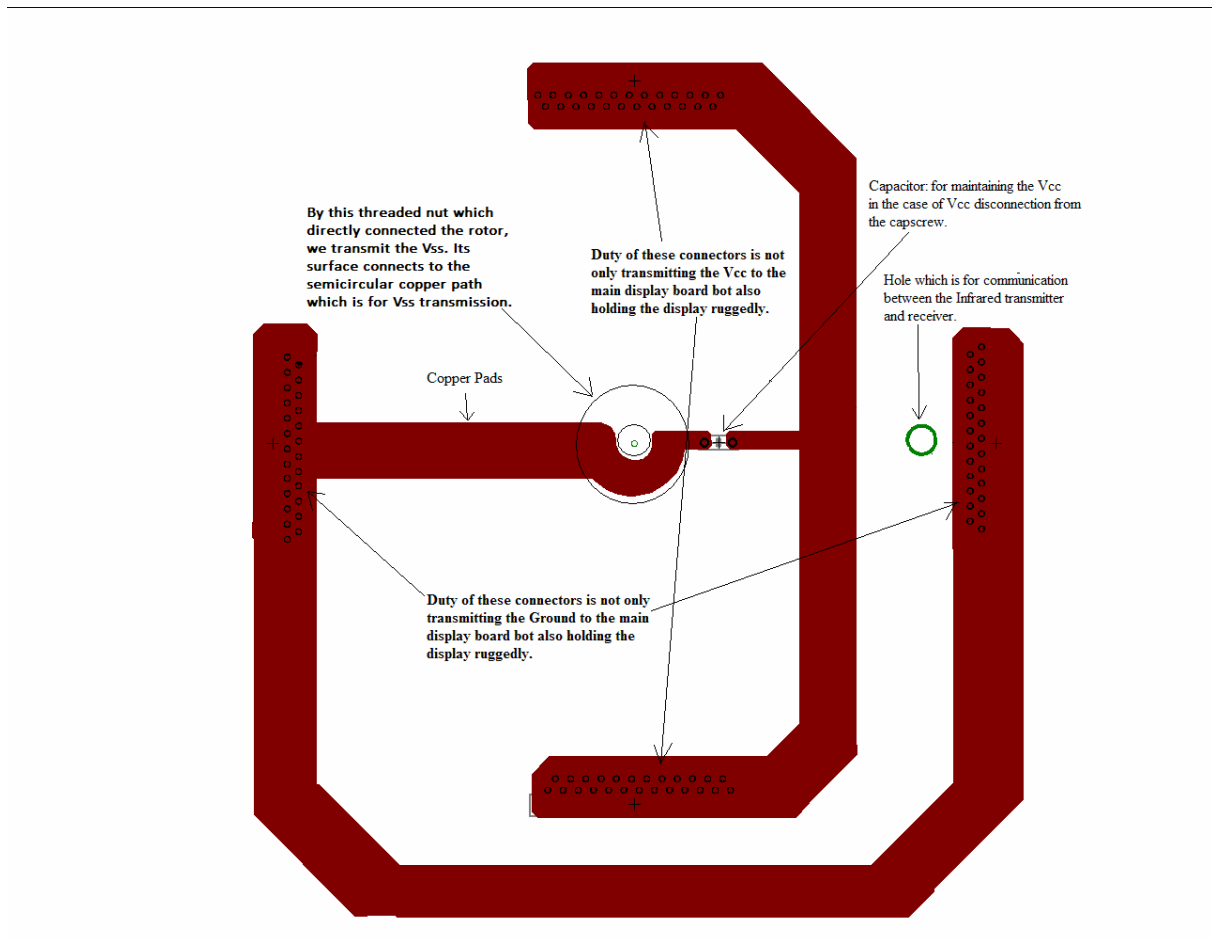 Capacitor: for maintaining the Vcc
in the case of Vcc disconnection from
the capscrew.
By this threaded nut which
directly connected the rotor,
we transmit the Vss. Its
surface connects to the
semicircular copper path
which is for Vss transmission.
Duty of these connectors is not
only transmitting the Vcc to the
main display board bot also
holding the display ruggedly.
Hole which is for communication
between the Infrared transmitter
and receiver.
Copper Pads
Duty of these connectors is not only
transmitting the Ground to the main
display board bot also holding the
display ruggedly.